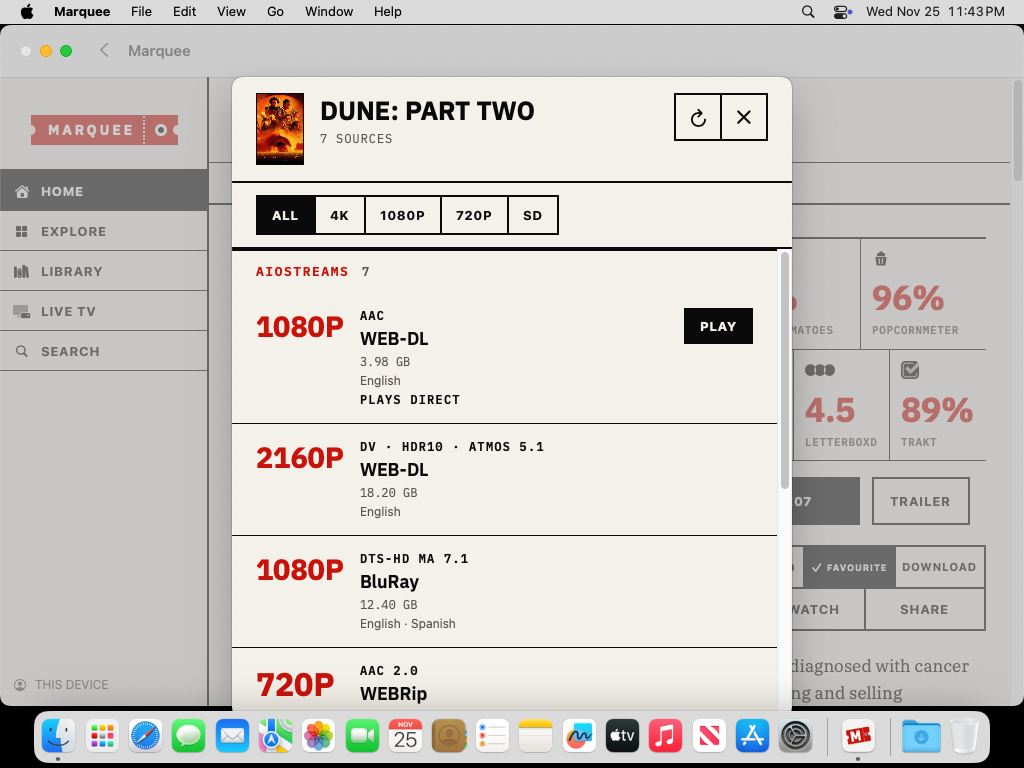 Marquee File Edit View Go Window Help Wed Nov 25 11:43 PM
Marquee
MARQUEE
HOME
EXPLORE
LIBRARY
LIVE TV
SEARCH
THIS DEVICE
DUNE: PART TWO
7 SOURCES
ALL 4K 1080P 720P SD
AIOSTREAMS 7
1080P
AAC
WEB-DL
3.98 GB
English
PLAYS DIRECT
PLAY
2160P
DV · HDR10 · ATMOS 5.1
WEB-DL
18.20 GB
English
1080P
DTS-HD MA 7.1
BluRay
12.40 GB
English · Spanish
720P
AAC 2.0
WEBRip
96%
MATOES POPCORNMETER
4.5 89%
LETTERBOXD TRAKT
07 TRAILER
FAVOURITE DOWNLOAD
WATCH SHARE
diagnosed with cancer
ng and selling
NOV
25
tv